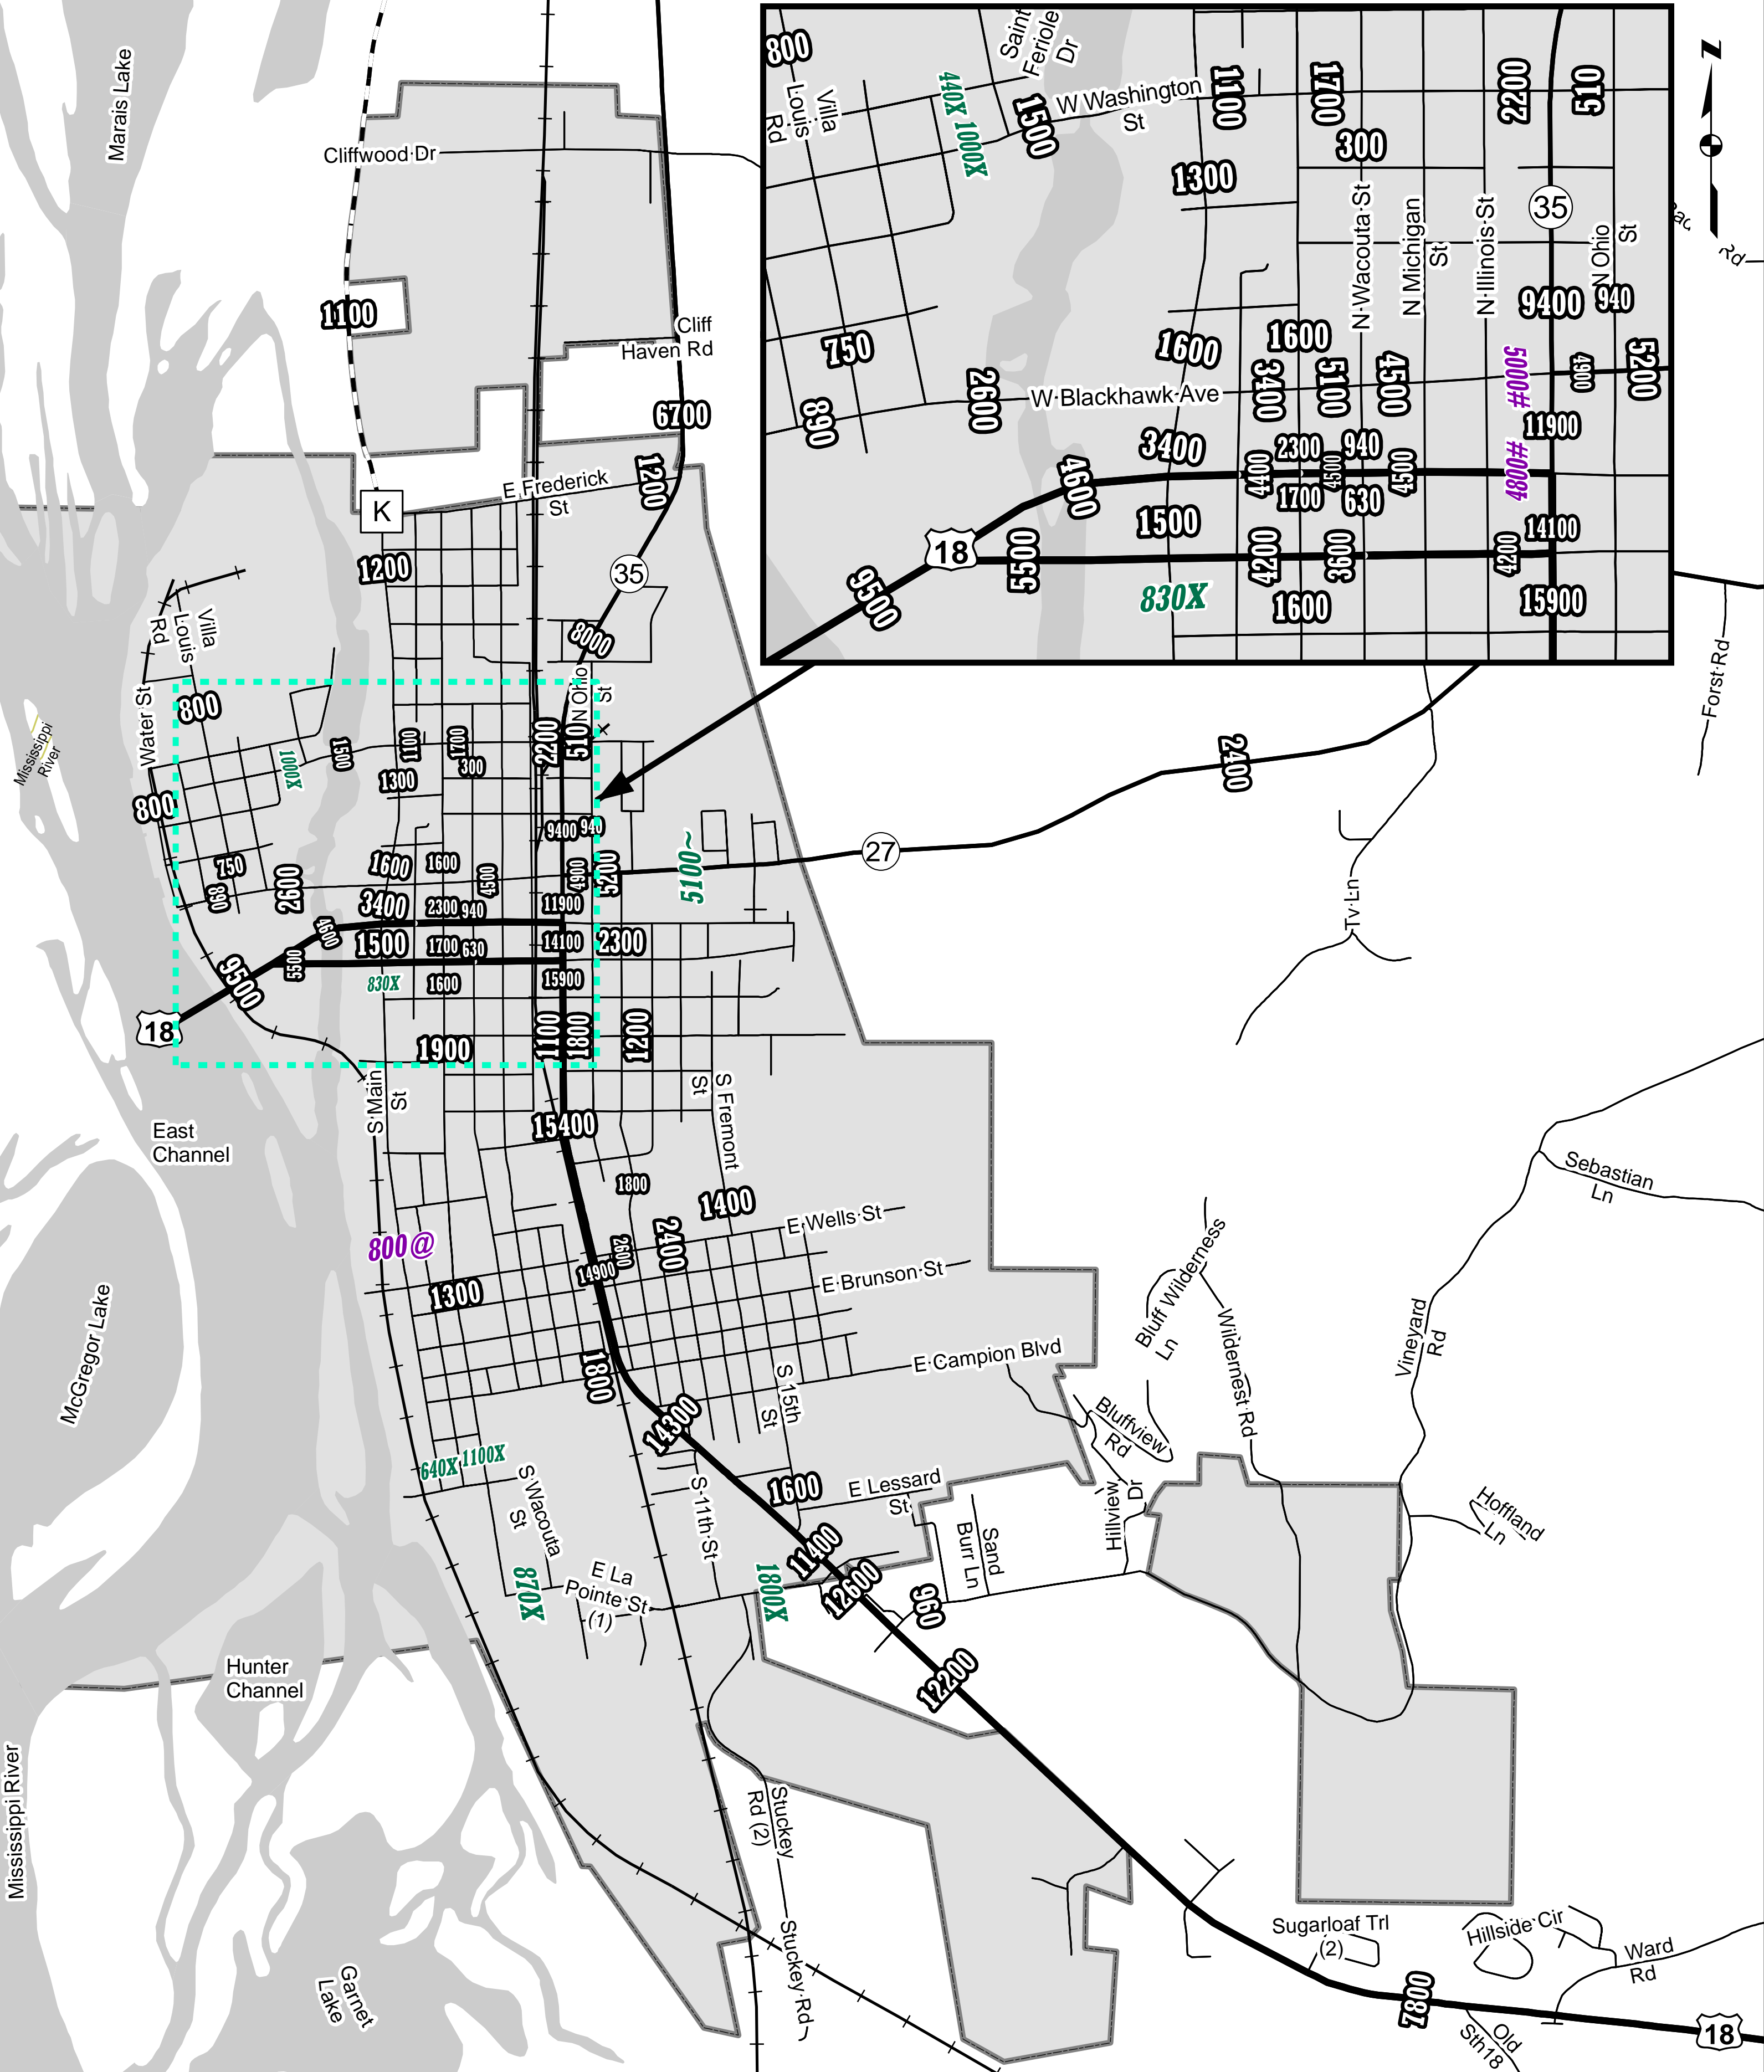 Marais Lake
Cliffwood Dr
1100
Cliff
Haven Rd
6700
1200
E Frederick
St
K
1200
35
8000
Villa
Louis
Rd
Water St
800
N Ohio
St
Mississippi
River
1000X
1500
1100
1700
300
2200
510
1300
800
9400
940
750
890
2600
1600
1600
4500
4900
5200
5100~
27
2400
3400
2300
940
11900
4600
1500
1700
630
14100
2300
5500
9500
830X
1600
15900
18
1900
1100
1800
1200
S Main
St
S Fremont
St
15400
East
Channel
1800
1400
E Wells St
2400
2600
14900
800@
E Brunson St
1300
McGregor Lake
E Campion Blvd
1800
S 15th
St
14300
640X
1100X
S Wacouta
St
S 11th St
1600
E Lessard
St
11400
12600
Sand
Burr Ln
Hillview
Dr
Bluffview
Rd
Bluff Wilderness
Ln
Wildernest Rd
Vineyard
Rd
Sebastian
Ln
Hoffland
Ln
870X
E La
Pointe St
(1)
1800X
960
12200
Hunter
Channel
Mississippi River
Stuckey
Rd (2)
Stuckey Rd
Garnet
Lake
Sugarloaf Trl
(2)
Hillside Cir
Ward
Rd
7800
Old
Sth18
18
Tv Ln
Forst Rd
Rd
800
Villa
Louis
Rd
Saint
Feriole
Dr
440X
1000X
1500
W Washington
St
1100
1700
2200
510
300
1300
35
N Wacouta St
N Michigan
St
N Illinois St
N Ohio
St
9400
940
750
890
2600
1600
1600
W Blackhawk Ave
3400
5100
4500
5000#
4900
5200
11900
3400
2300
940
4600
4400
4500
4500
4800#
1500
1700
630
14100
18
5500
4200
3600
4200
9500
830X
1600
15900